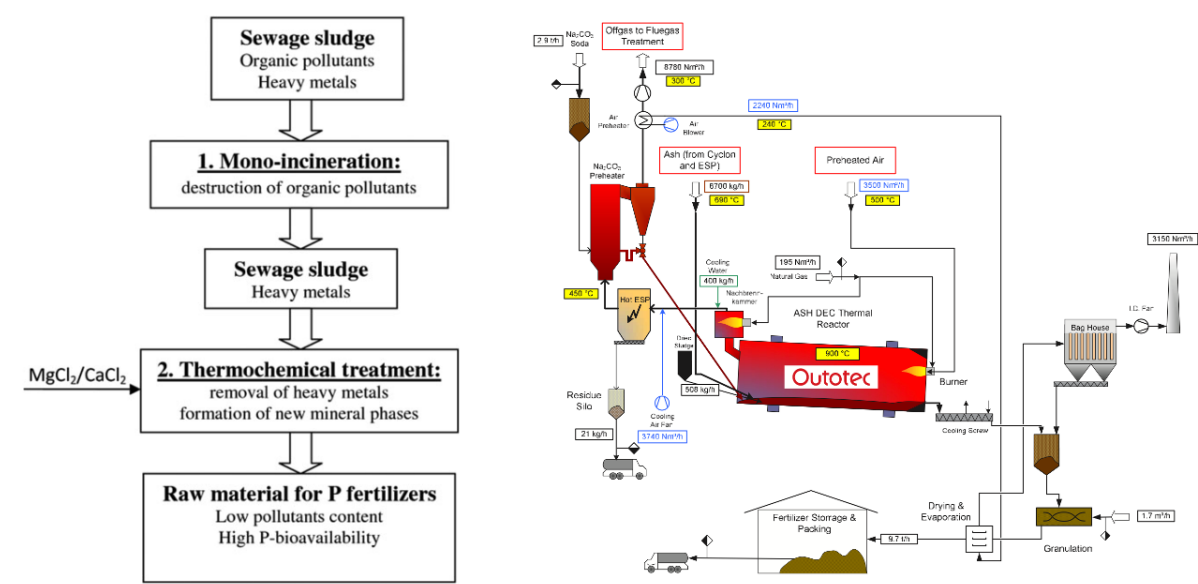 Sewage sludge
Organic pollutants
Heavy metals
1. Mono-incineration:
destruction of organic pollutants
Sewage sludge
Heavy metals
MgCl₂/CaCl₂
2. Thermochemical treatment:
removal of heavy metals
formation of new mineral phases
Raw material for P fertilizers
Low pollutants content
High P-bioavailability
2.9 t/h
Na₂CO₃
Soda
Offgas to Fluegas
Treatment
8780 Nm³/h
300 °C
Air
Preheater
Air
Blower
2240 Nm³/h
240 °C
Na₂CO₃
Preheater
Ash (from Cyclon
and ESP)
6700 kg/h
690 °C
Preheated Air
3500 Nm³/h
500 °C
3150 Nm³/h
195 Nm³/h
Natural Gas
Cooling
Water
400 kg/h
Nachbrenn-
kammer
450 °C
Hot ESP
ASH DEC Thermal
Reactor
900 °C
Outotec
Burner
I.D. Fan
Bag House
Sludge
508 kg/h
Residue
Silo
21 kg/h
Cooling
Air Fan
3740 Nm³/h
Cooling Screw
Drying &
Evaporation
Fertilizer Storrage &
Packing
9.7 t/h
1.7 m³/h
Granulation